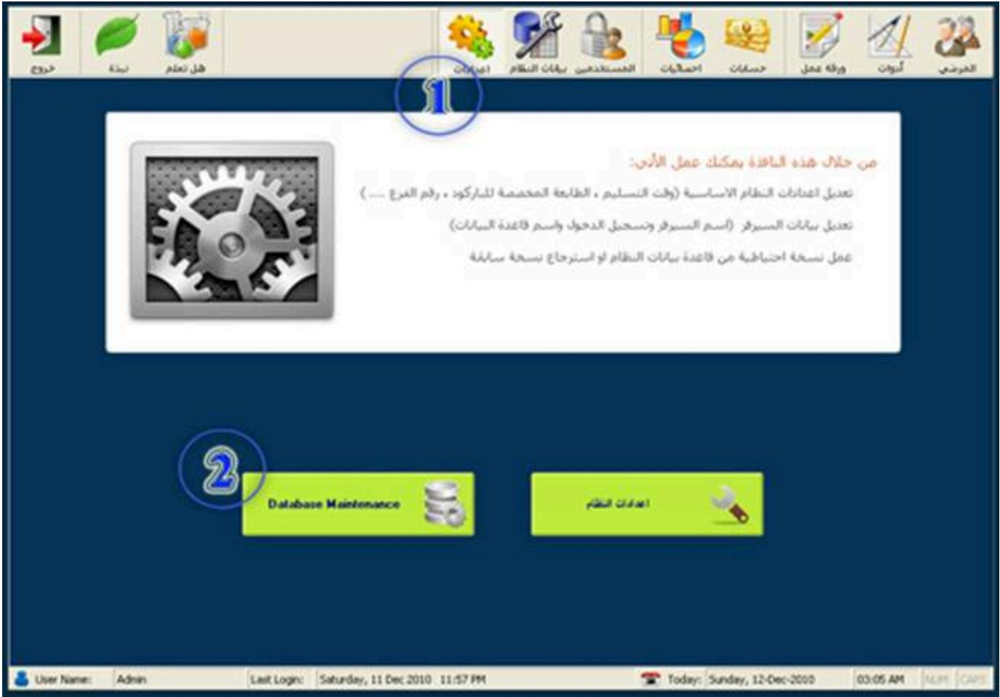 المرضى
أدوات
ورقة عمل
حسابات
احصائيات
المستخدمين
بيانات النظام
اعدادات
هل تعلم
نبذة
خروج
1
من خلال هذه النافذة يمكنك عمل الأتي:
تعديل اعدادات النظام الاساسية (وقت التسليم ، الطابعة المخصصة للباركود ، رقم الفرع .... )
تعديل بيانات السيرفر (اسم السيرفر وتسجيل الدخول واسم قاعدة البيانات)
عمل نسخة احتياطية من قاعدة بيانات النظام او استرجاع نسخة سابقة
2
Database Maintenance
اعدادات النظام
User Name: Admin Last Login: Saturday, 11 Dec 2010 11:57 PM Today: Sunday, 12-Dec-2010 03:05 AM NUM CAPS